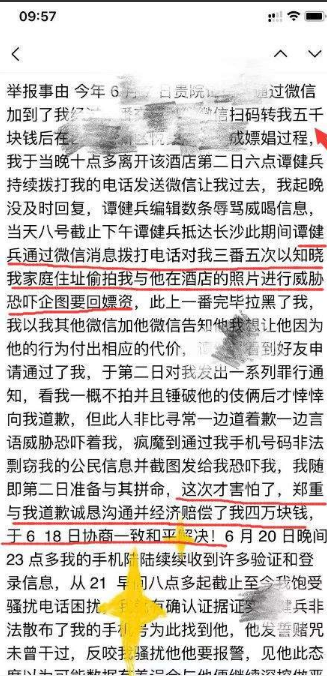 09:57
举报事由 今年 6 日贵院 通过微信
加到了我 微信扫码转我五千
块钱后在 成嫖娼过程，
我于当晚十点多离开该酒店第二日六点谭健兵
持续拨打我的电话发送微信让我过去，我起晚
没及时回复，谭健兵编辑数条辱骂威喝信息，
当天八号截止下午谭健兵抵达长沙此期间谭健
兵通过微信消息拨打电话对我三番五次以知晓
我家庭住址偷拍我与他在酒店的照片进行威胁
恐吓企图要回嫖资，此上一番完毕拉黑了我，
我以我其他微信加他微信告知他我想让他因为
他的行为付出相应的代价， 看到好友申
请通过了我，于第二日对我发出一系列罪行通
知，看我一概不拍并且锤破他的后才悻悻
向我道歉，但此人非比寻常一边道着歉一边言
语威胁恐吓着我，疯魔到通过我手机号码非法
剽窃我的公民信息并截图发给我恐吓我，我随
即第二日准备与其拼命，这次才害怕了，郑重
与我道歉诚恳沟通并经济赔偿了我四万块钱，
于 6 18 日协商一致和平解决！6 月 20 日晚间
23 点多我的手机陆陆续续收到许多验证和登
录信息，从 21 早 八点多起截止至今我饱受
骚扰电话困扰， 有确认证据证 健兵非
法散布了我的手机号为此找到他，他发誓赌咒
未曾干过，反咬我骚扰他要报警，见他此态